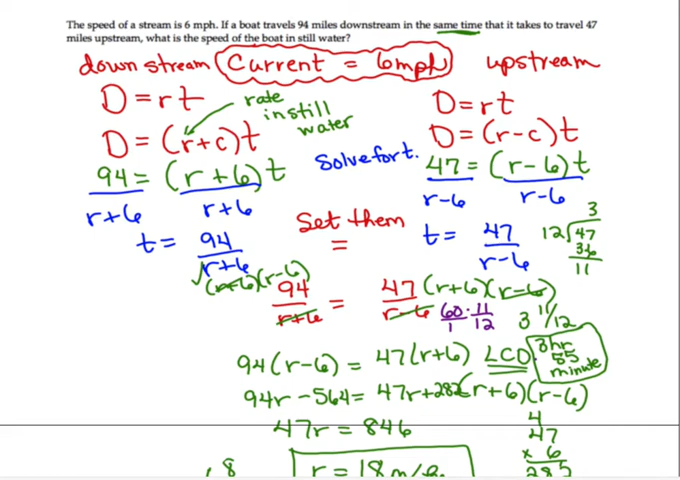 The speed of a stream is 6 mph. If a boat travels 94 miles downstream in the same time that it takes to travel 47
miles upstream, what is the speed of the boat in still water?
down stream Current = 6mph upstream
D = rt
rate
in still
water
D = rt
D = (r+c)t
D = (r-c)t
94 = (r+6)t
Solve for t.
47 = (r-6)t
r+6 r+6
r-6 r-6
t = 94/r+6
Set them
=
t = 47/r-6
3
12)47
36
11
(r+6)(r-6)
94/r+6 = 47/r-6 (r+6)(r-6)
60/1 · 11/12
3 11/12
3hr
55
minute
94(r-6) = 47(r+6) LCD
94r-564 = 47r+282 (r+6)(r-6)
47r = 846
4
47
x 6
285
18
r = 18